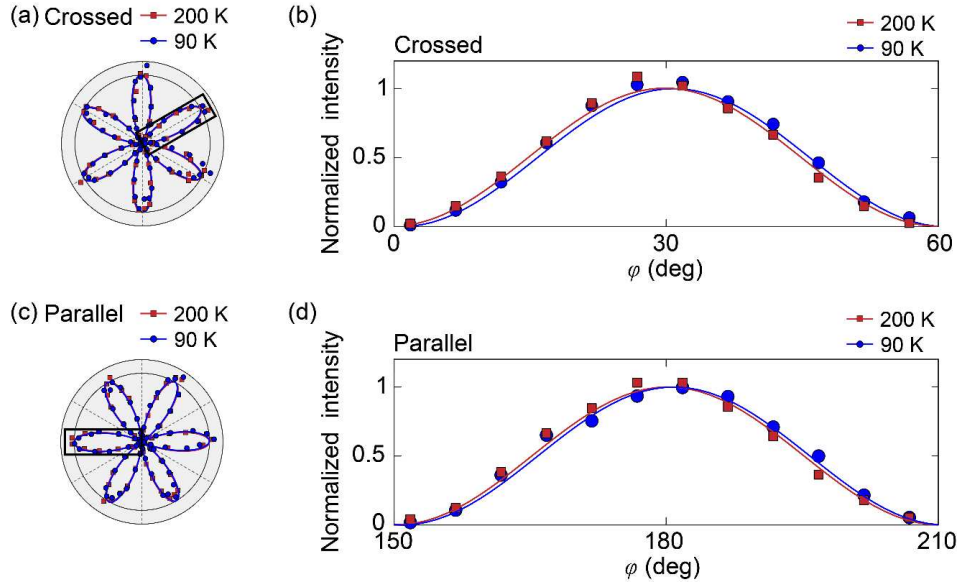 (a) Crossed
200 K
90 K
(b)
Crossed
200 K
90 K
Normalized intensity
1
0.5
0
0
30
60
φ (deg)
(c) Parallel
200 K
90 K
(d)
Parallel
200 K
90 K
Normalized intensity
1
0.5
0
150
180
210
φ (deg)